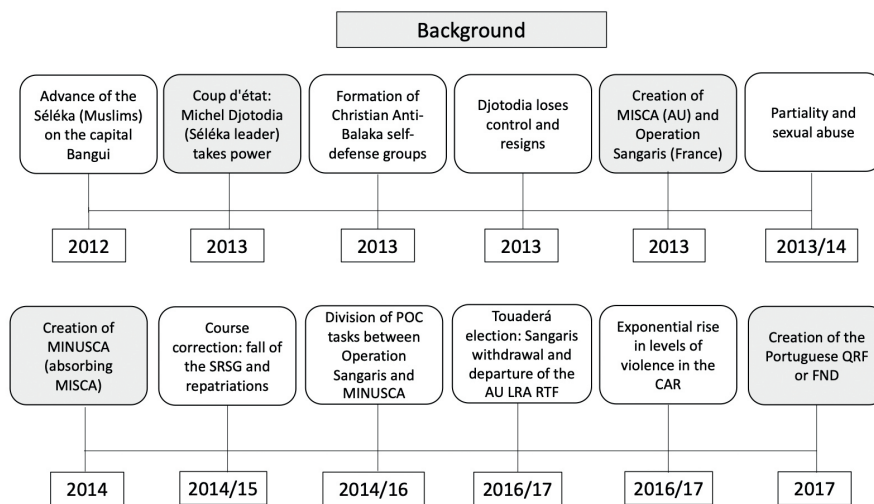 Background
Advance of the
Séléka (Muslims)
on the capital
Bangui
Coup d'état:
Michel Djotodia
(Séléka leader)
takes power
Formation of
Christian Anti-
Balaka self-
defense groups
Djotodia loses
control and
resigns
Creation of
MISCA (AU) and
Operation
Sangaris (France)
Partiality and
sexual abuse
2012
2013
2013
2013
2013
2013/14
Creation of
MINUSCA
(absorbing
MISCA)
Course
correction: fall of
the SRSG and
repatriations
Division of POC
tasks between
Operation
Sangaris and
MINUSCA
Touaderá
election: Sangaris
withdrawal and
departure of the
AU LRA RTF
Exponential rise
in levels of
violence in the
CAR
Creation of the
Portuguese QRF
or FND
2014
2014/15
2014/16
2016/17
2016/17
2017